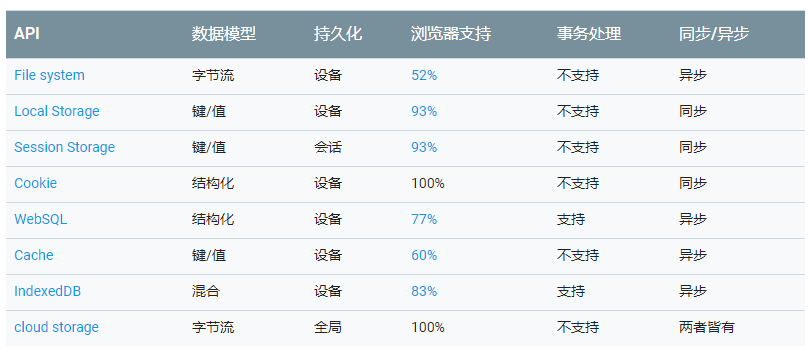 API 数据模型 持久化 浏览器支持 事务处理 同步/异步
File system 字节流 设备 52% 不支持 异步
Local Storage 键/值 设备 93% 不支持 同步
Session Storage 键/值 会话 93% 不支持 同步
Cookie 结构化 设备 100% 不支持 同步
WebSQL 结构化 设备 77% 支持 异步
Cache 键/值 设备 60% 不支持 异步
IndexedDB 混合 设备 83% 支持 异步
cloud storage 字节流 全局 100% 不支持 两者皆有